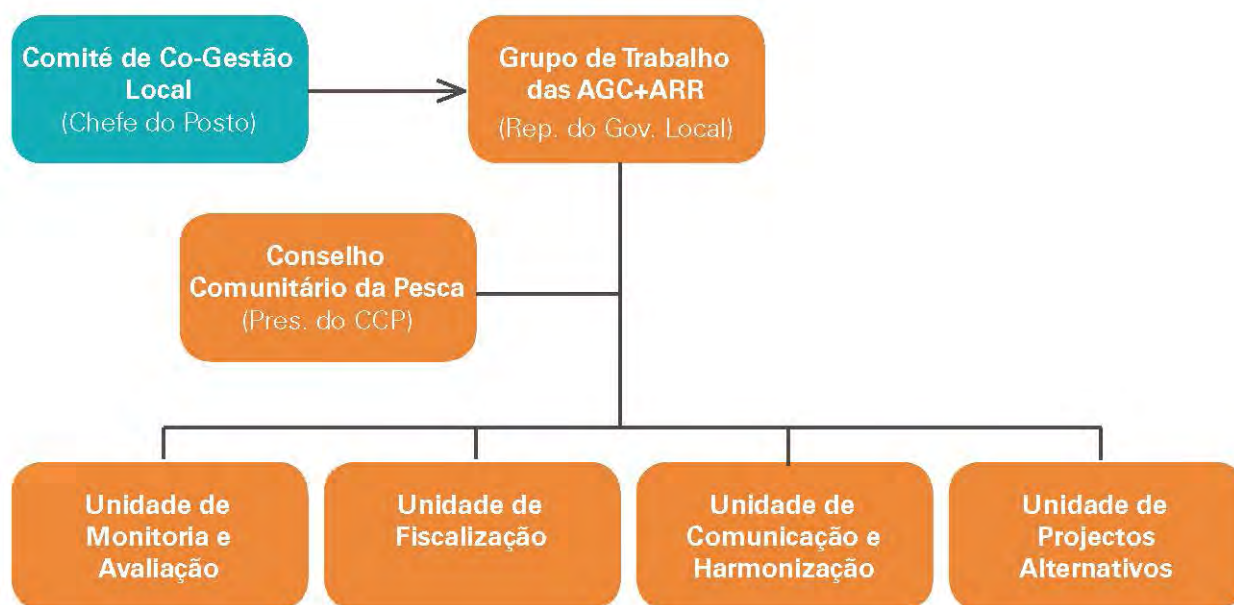 Comité de Co-Gestão
Local
(Chefe do Posto)
Grupo de Trabalho
das AGC+ARR
(Rep. do Gov. Local)
Conselho
Comunitário da Pesca
(Pres. do CCP)
Unidade de
Monitoria e
Avaliação
Unidade de
Fiscalização
Unidade de
Comunicação e
Harmonização
Unidade de
Projectos
Alternativos